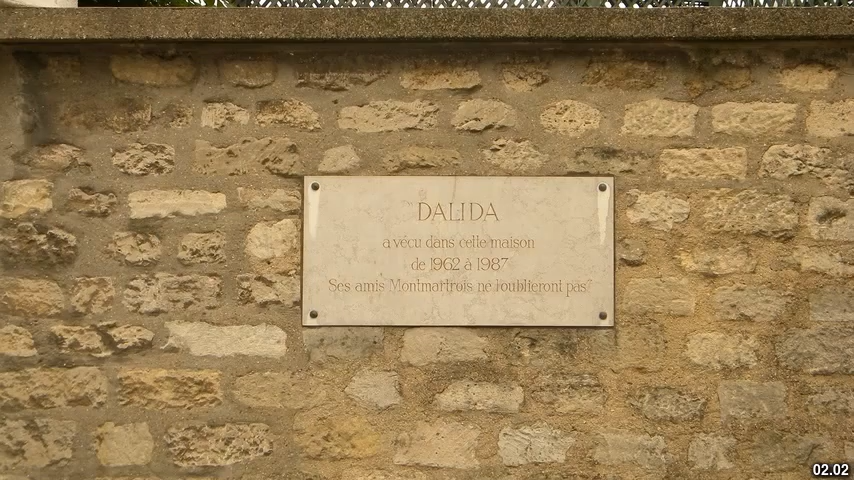 DALIDA
a vécu dans cette maison
de 1962 à 1987
Ses amis Montmartrois ne l'oublieront pas
02.02